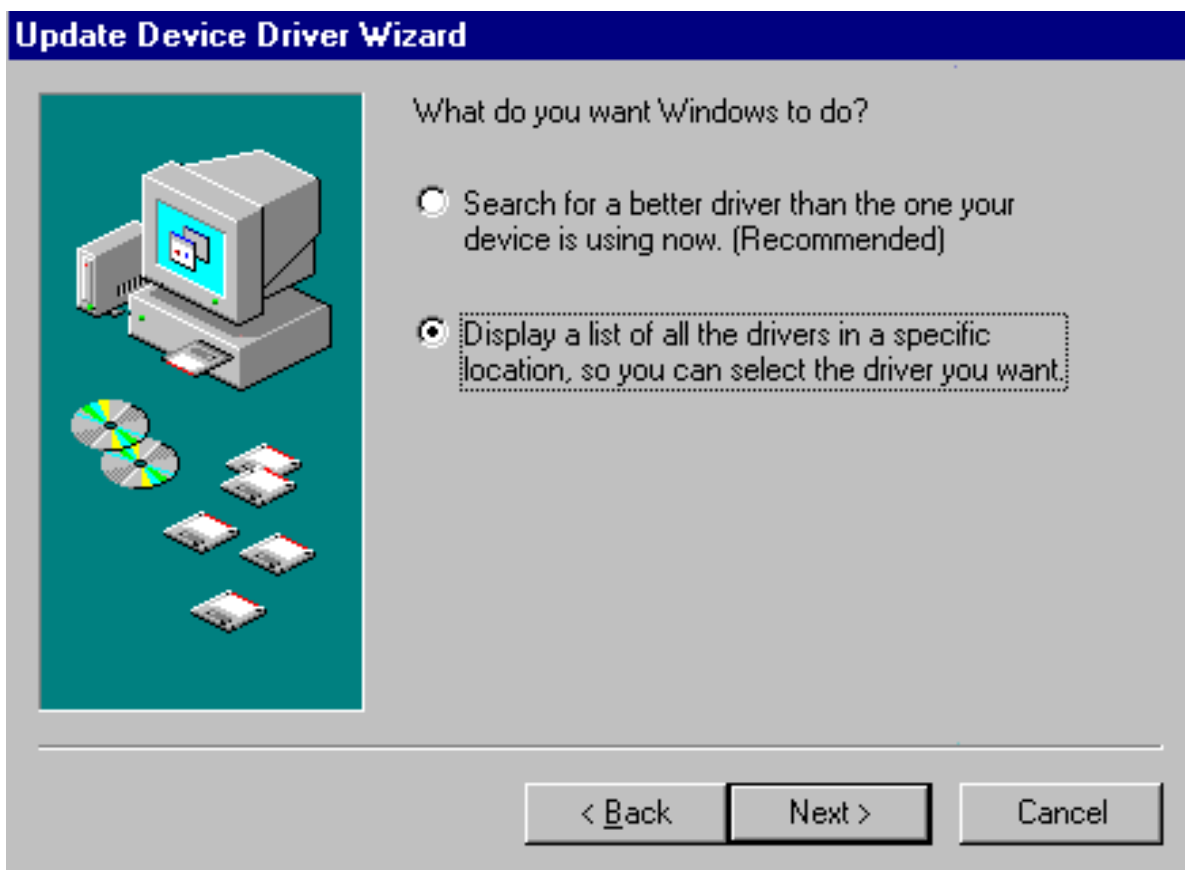 Update Device Driver Wizard
What do you want Windows to do?
Search for a better driver than the one your
device is using now. (Recommended)
Display a list of all the drivers in a specific
location, so you can select the driver you want.
< Back
Next >
Cancel